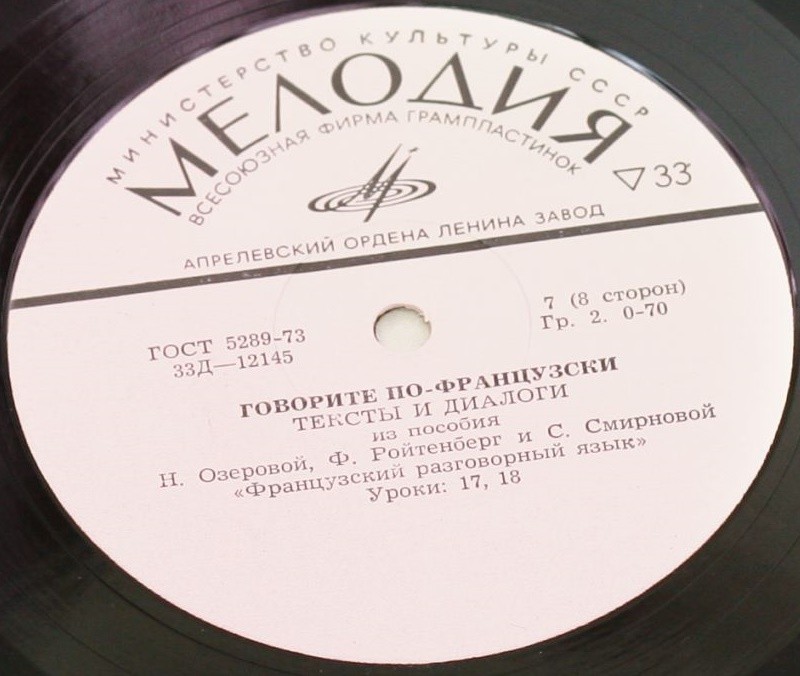 МИНИСТЕРСТВО КУЛЬТУРЫ СССР
МЕЛОДИЯ
ВСЕСОЮЗНАЯ ФИРМА ГРАМПЛАСТИНОК
33
АПРЕЛЕВСКИЙ ОРДЕНА ЛЕНИНА ЗАВОД
ГОСТ 5289-73
33Д—12145
7 (8 сторон)
Гр. 2. 0-70
ГОВОРИТЕ ПО-ФРАНЦУЗСКИ
ТЕКСТЫ И ДИАЛОГИ
из пособия
Н. Озеровой, Ф. Ройтенберг и С. Смирновой
«Французский разговорный язык»
Уроки: 17, 18